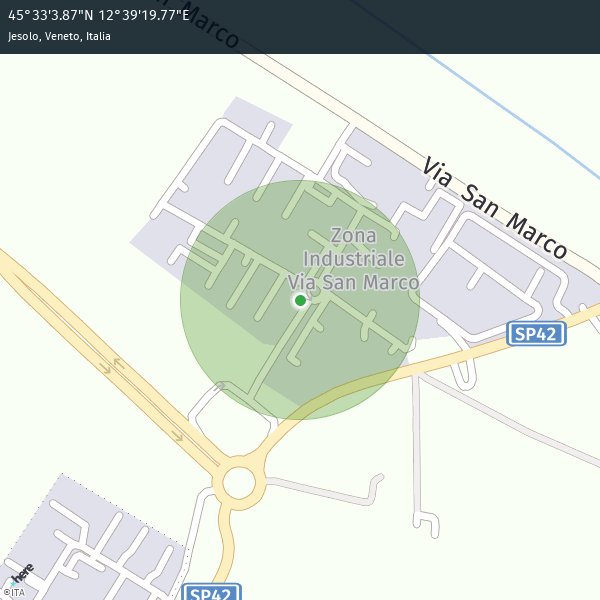 45°33'3.87"N 12°39'19.77"E
Jesolo, Veneto, Italia
Marco
Via San Marco
Zona
Industriale
Via San Marco
SP42
SP42
here
©ITA